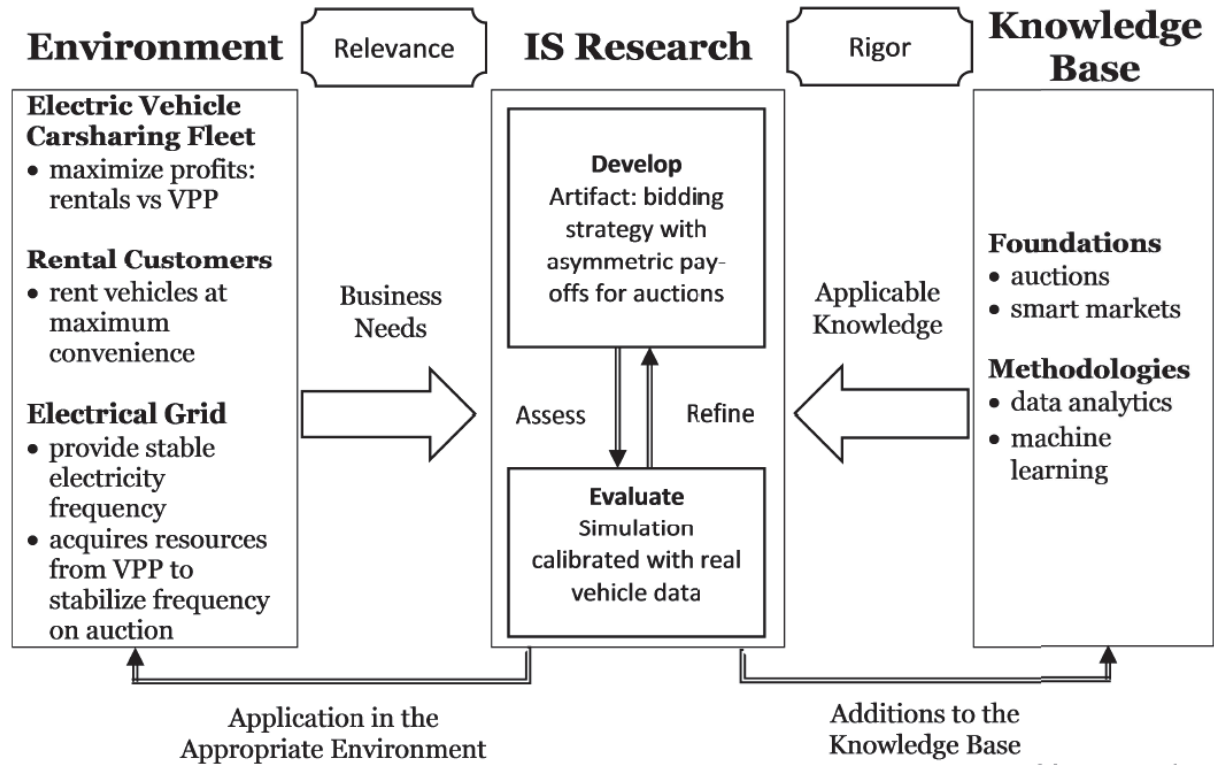 Environment
Relevance
IS Research
Rigor
Knowledge
Base
Electric Vehicle
Carsharing Fleet
• maximize profits:
rentals vs VPP
Rental Customers
• rent vehicles at
maximum
convenience
Electrical Grid
• provide stable
electricity
frequency
• acquires resources
from VPP to
stabilize frequency
on auction
Business
Needs
Develop
Artifact: bidding
strategy with
asymmetric pay-
offs for auctions
Assess
Refine
Evaluate
Simulation
calibrated with real
vehicle data
Applicable
Knowledge
Foundations
• auctions
• smart markets
Methodologies
• data analytics
• machine
learning
Application in the
Appropriate Environment
Additions to the
Knowledge Base